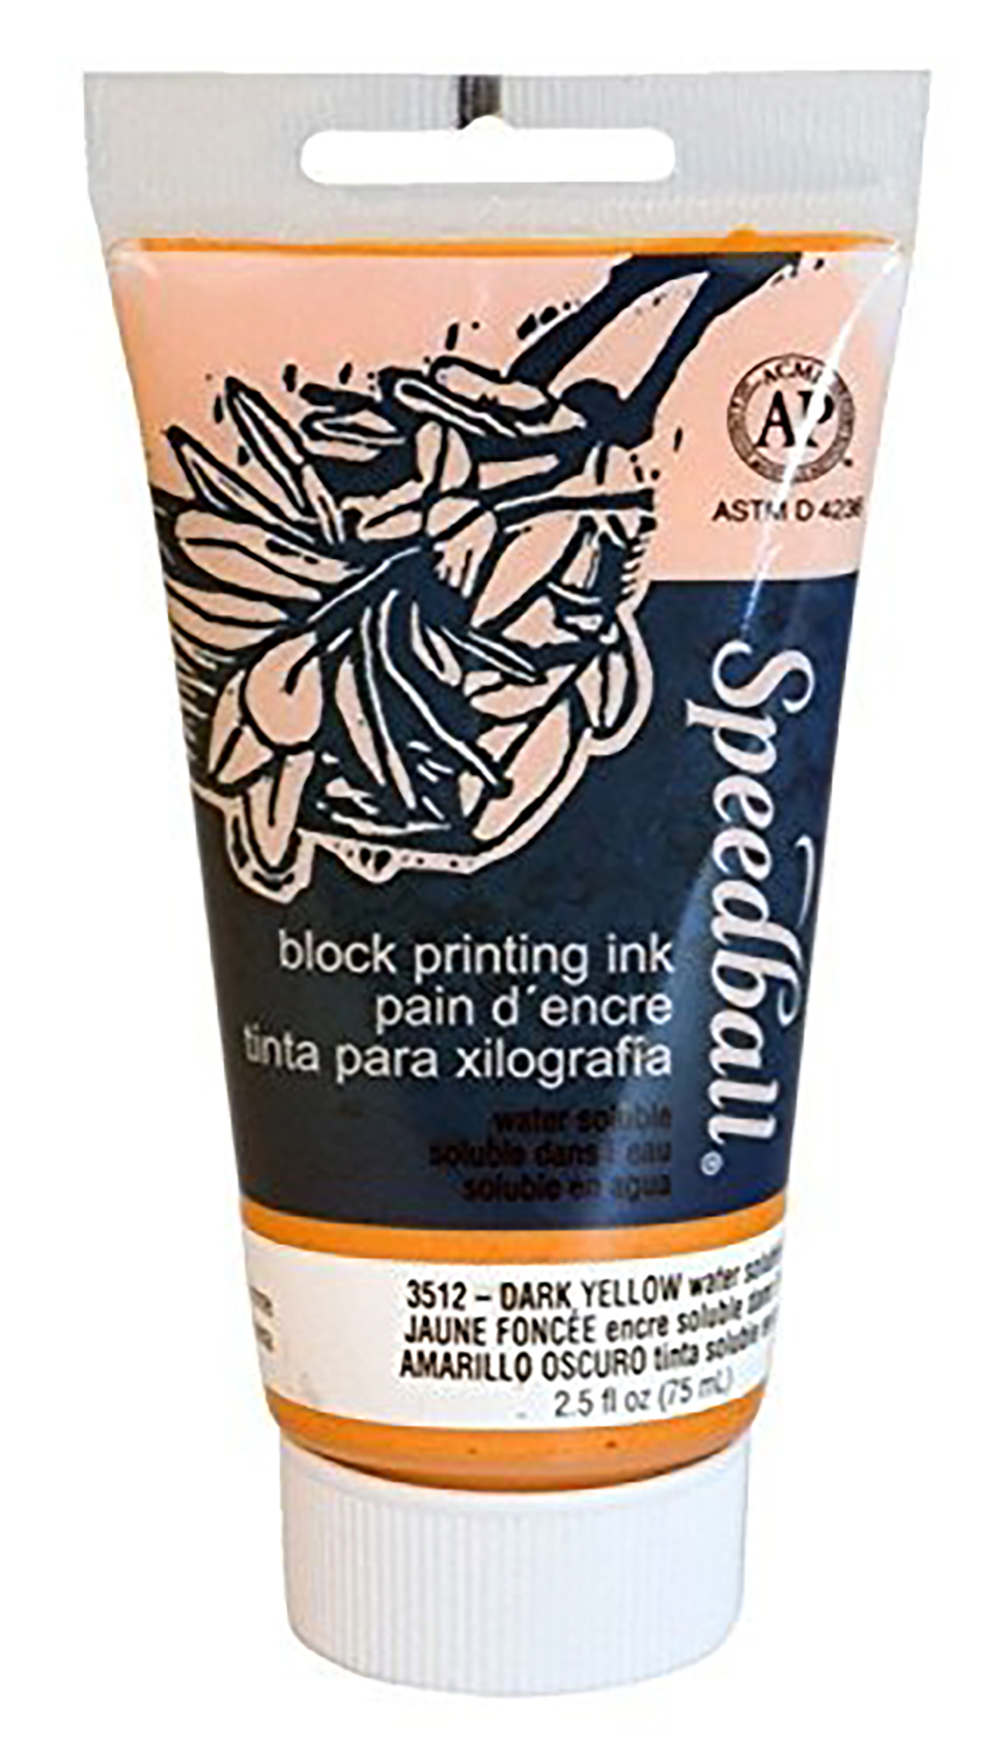 ACMI
AP
ASTM D 4236
Speedball®
block printing ink
pain d´encre
tinta para xilografía
water soluble
soluble dans l'eau
soluble en agua
3512 – DARK YELLOW water
JAUNE FONCÉE encre soluble
AMARILLO OSCURO tinta soluble
2.5 fl oz (75 mL)